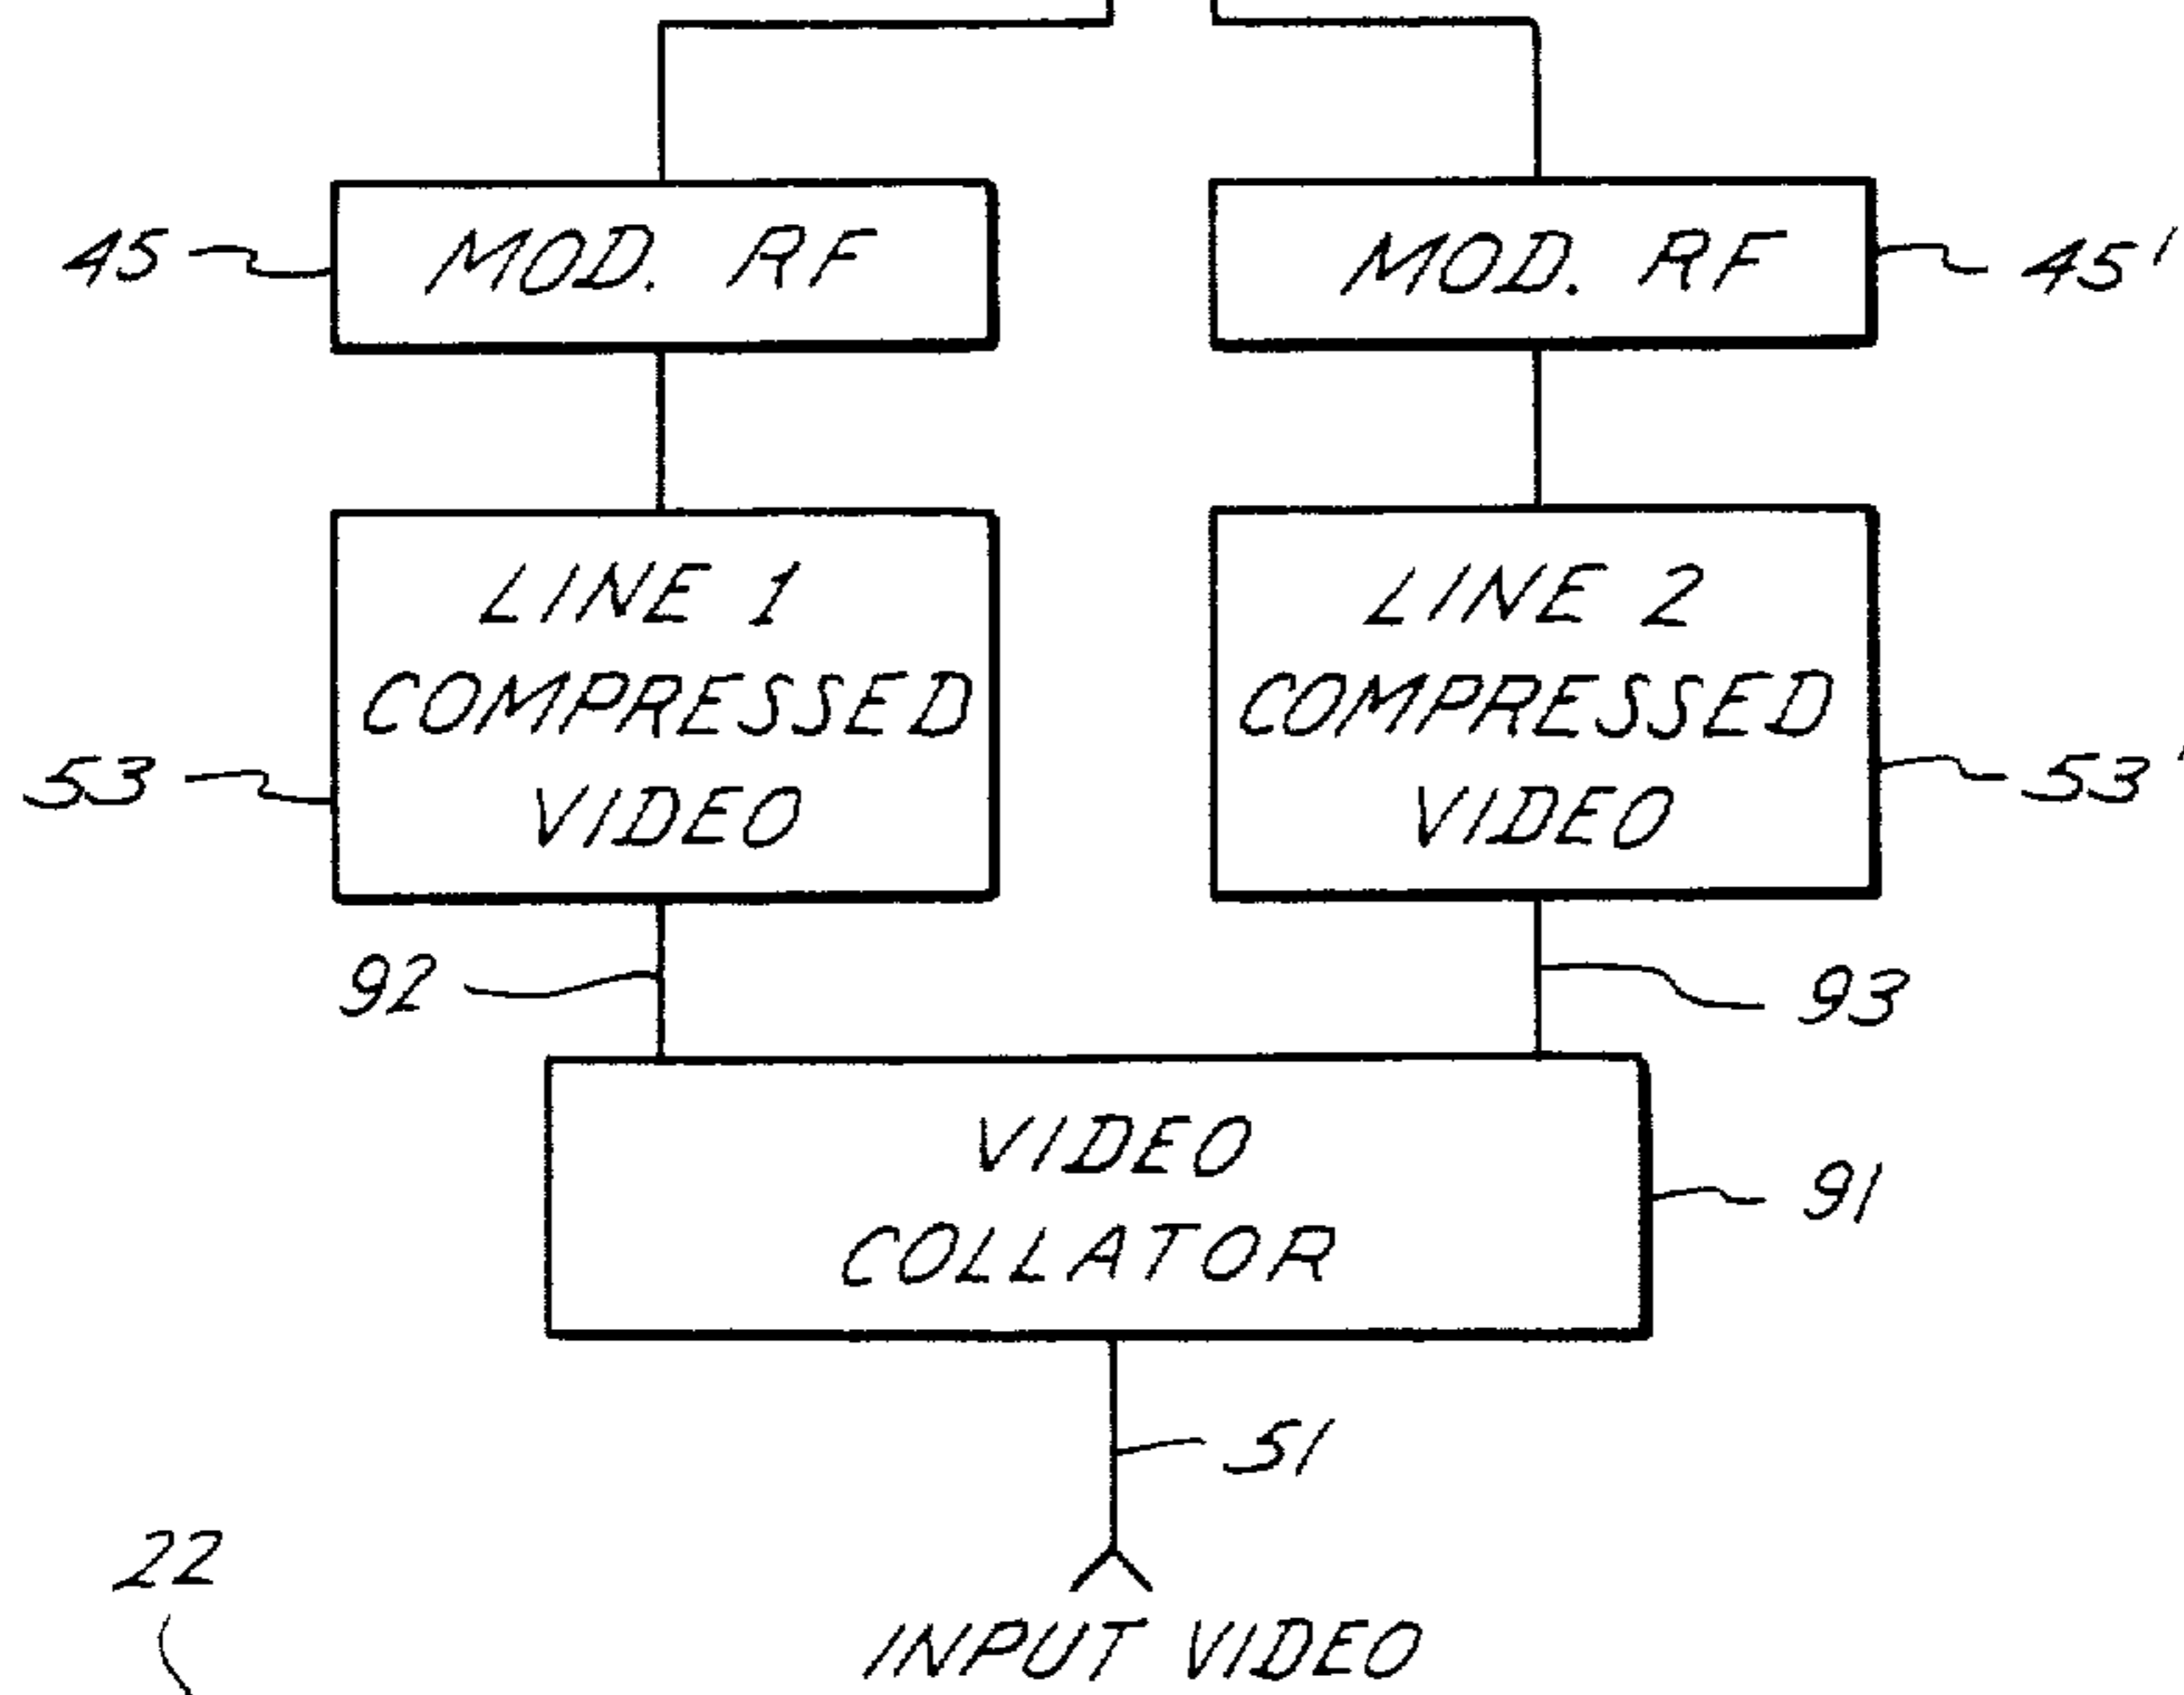 45
MOD. RF
MOD. RF
45'
LINE 1
COMPRESSED
VIDEO
53
LINE 2
COMPRESSED
VIDEO
53'
92
93
VIDEO
COLLATOR
91
51
22
INPUT VIDEO